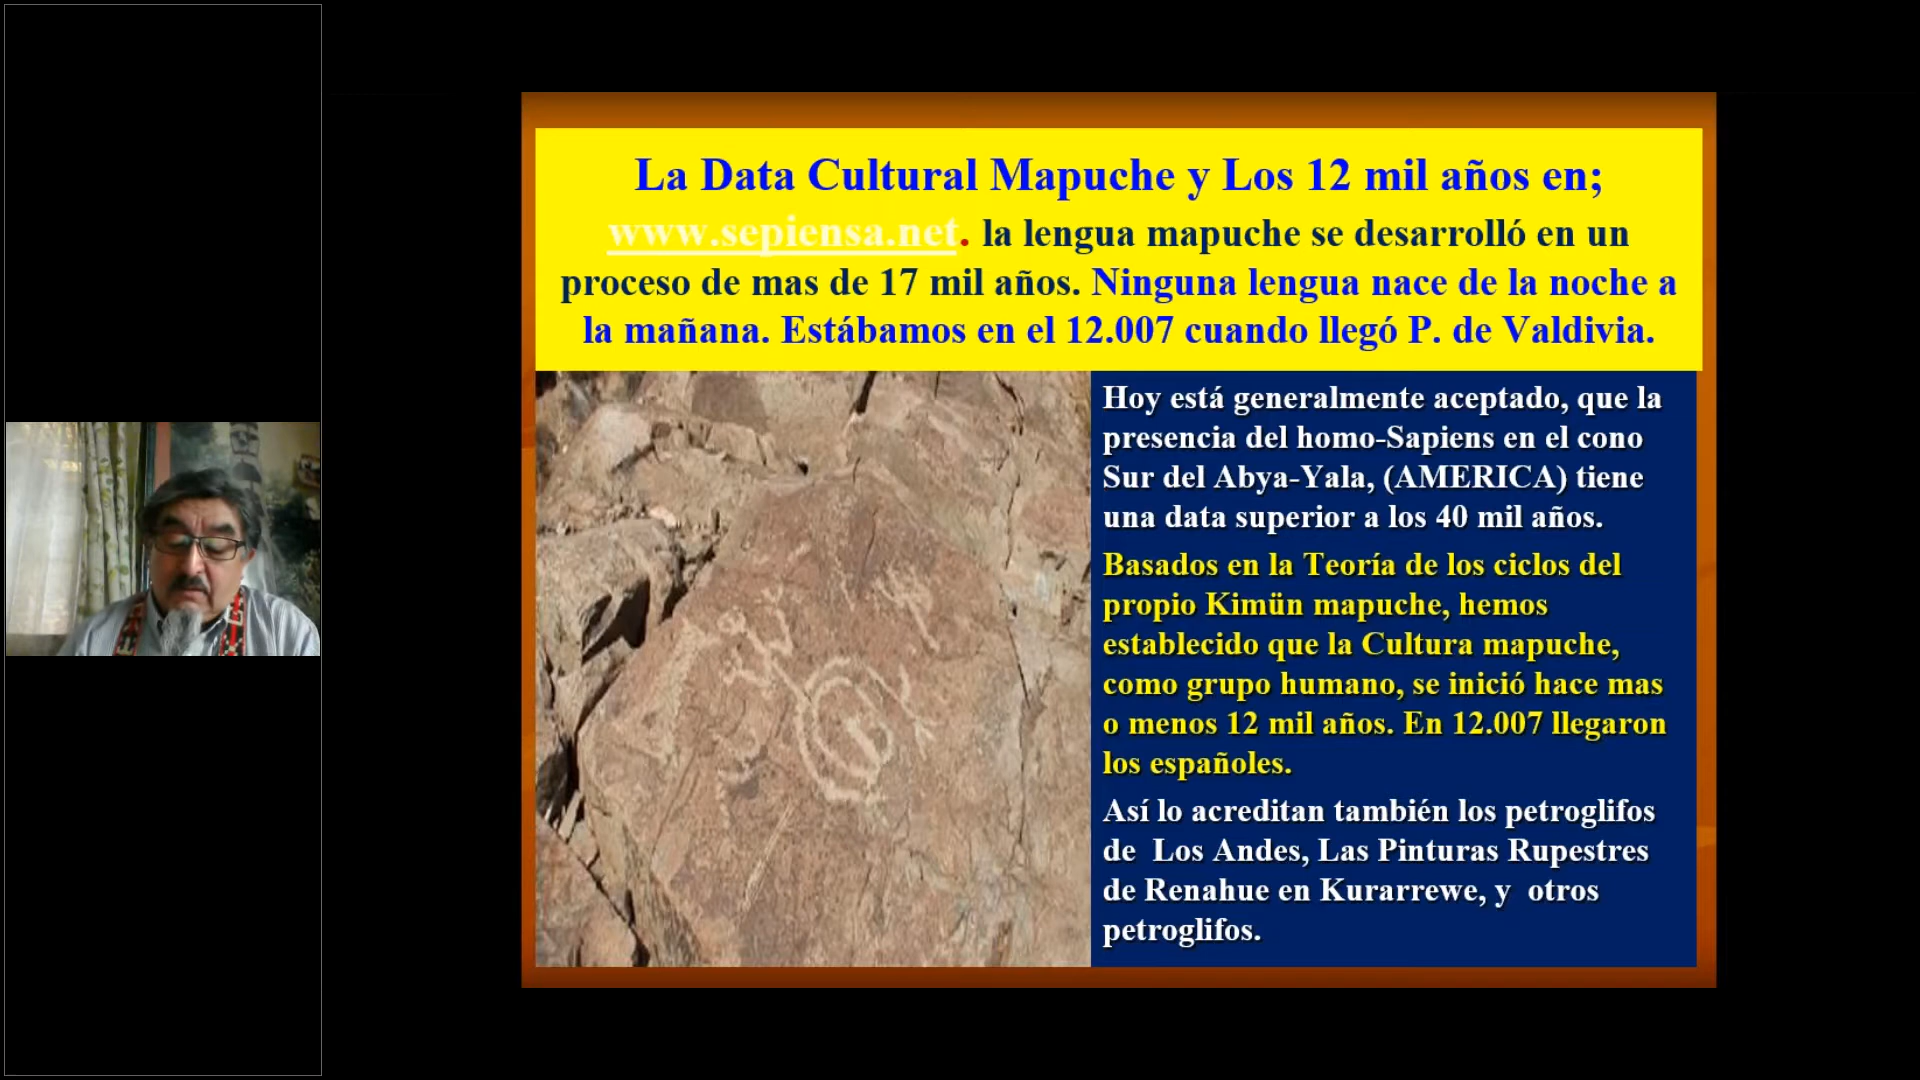 La Data Cultural Mapuche y Los 12 mil años en;
www.sepiensa.net. la lengua mapuche se desarrolló en un
proceso de mas de 17 mil años. Ninguna lengua nace de la noche a
la mañana. Estábamos en el 12.007 cuando llegó P. de Valdivia.
Hoy está generalmente aceptado, que la
presencia del homo-Sapiens en el cono
Sur del Abya-Yala, (AMERICA) tiene
una data superior a los 40 mil años.
Basados en la Teoría de los ciclos del
propio Kimün mapuche, hemos
establecido que la Cultura mapuche,
como grupo humano, se inició hace mas
o menos 12 mil años. En 12.007 llegaron
los españoles.
Así lo acreditan también los petroglifos
de Los Andes, Las Pinturas Rupestres
de Renahue en Kurarrewe, y otros
petroglifos.